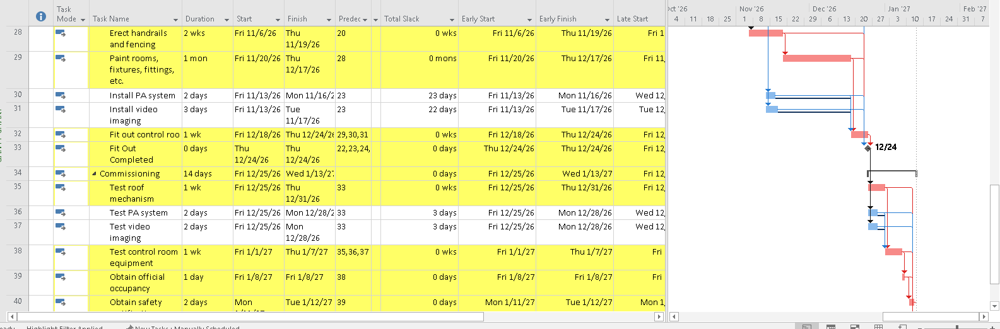 Oct '26 Nov '26 Dec '26 Jan '27 Feb '27
Task Mode Task Name Duration Start Finish Predec Total Slack Early Start Early Finish Late Start
4 11 18 25 1 8 15 22 29 6 13 20 27 3 10 17 24 31 7
28 Erect handrails and fencing 2 wks Fri 11/6/26 Thu 11/19/26 20 0 wks Fri 11/6/26 Thu 11/19/26 Fri 1
29 Paint rooms, fixtures, fittings, etc. 1 mon Fri 11/20/26 Thu 12/17/26 28 0 mons Fri 11/20/26 Thu 12/17/26 Fri 11/
30 Install PA system 2 days Fri 11/13/26 Mon 11/16/2 23 23 days Fri 11/13/26 Mon 11/16/26 Wed 12/
31 Install video imaging 3 days Fri 11/13/26 Tue 11/17/26 23 22 days Fri 11/13/26 Tue 11/17/26 Tue 12/
32 Fit out control roo 1 wk Fri 12/18/26 Thu 12/24/26 29,30,31 0 wks Fri 12/18/26 Thu 12/24/26 Fri 12/
33 Fit Out Completed 0 days Thu 12/24/26 Thu 12/24/26 22,23,24, 0 days Thu 12/24/26 Thu 12/24/26 Fri 12/
12/24
34 Commissioning 14 days Fri 12/25/26 Wed 1/13/27 0 days Fri 12/25/26 Wed 1/13/27 Fri 12/
35 Test roof mechanism 1 wk Fri 12/25/26 Thu 12/31/26 33 0 wks Fri 12/25/26 Thu 12/31/26 Fri 12/
36 Test PA system 2 days Fri 12/25/26 Mon 12/28/2 33 3 days Fri 12/25/26 Mon 12/28/26 Wed 12/
37 Test video imaging 2 days Fri 12/25/26 Mon 12/28/26 33 3 days Fri 12/25/26 Mon 12/28/26 Wed 12/
38 Test control room equipment 1 wk Fri 1/1/27 Thu 1/7/27 35,36,37 0 wks Fri 1/1/27 Thu 1/7/27 Fri
39 Obtain official occupancy 1 day Fri 1/8/27 Fri 1/8/27 38 0 days Fri 1/8/27 Fri 1/8/27 Fri
40 Obtain safety 2 days Mon 1/11/27 Tue 1/12/27 39 0 days Mon 1/11/27 Tue 1/12/27 Mon 1/
Highlight Filter Applied New Tasks : Manually Scheduled